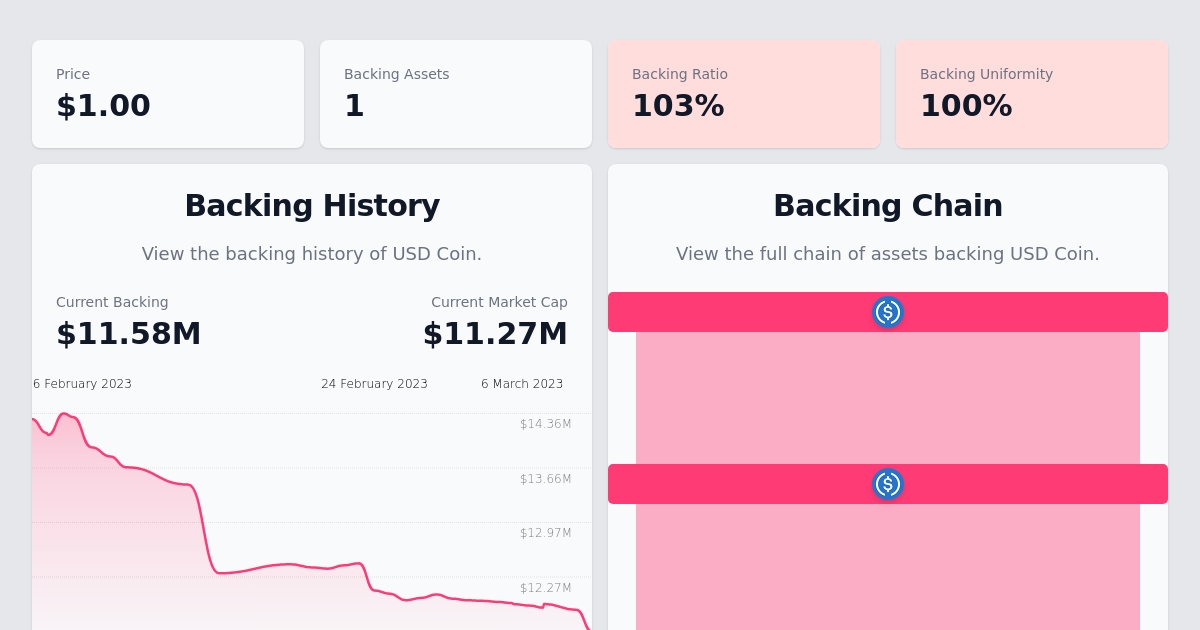 Price
$1.00
Backing Assets
1
Backing Ratio
103%
Backing Uniformity
100%
Backing History
View the backing history of USD Coin.
Current Backing
$11.58M
Current Market Cap
$11.27M
6 February 2023
24 February 2023
6 March 2023
$14.36M
$13.66M
$12.97M
$12.27M
Backing Chain
View the full chain of assets backing USD Coin.
$
$